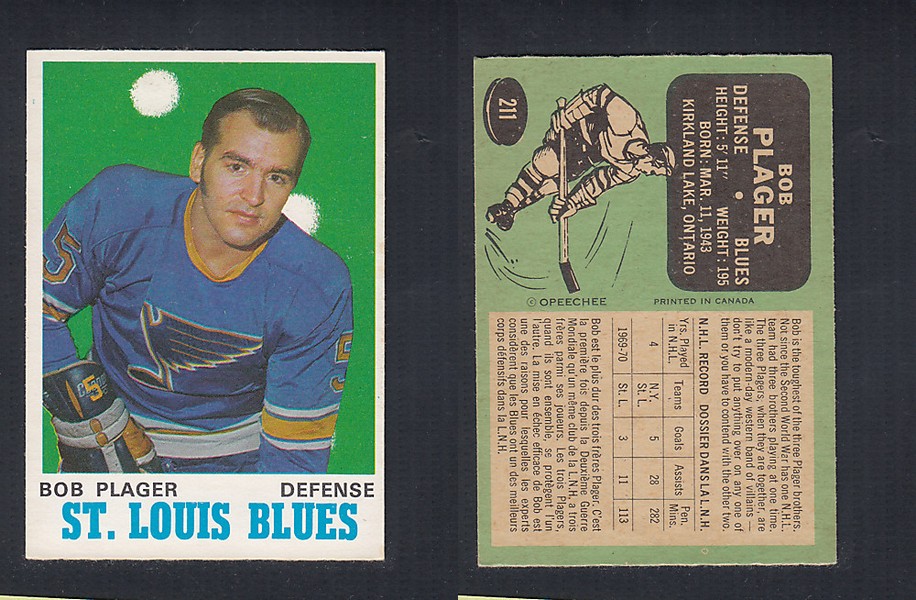 5
5
5
BOB PLAGER DEFENSE
ST. LOUIS BLUES
211
BOB
PLAGER
DEFENSE • BLUES
HEIGHT: 5' 11" WEIGHT: 195
BORN: MAR. 11, 1943
KIRKLAND LAKE, ONTARIO
© OPEECHEE PRINTED IN CANADA
Bob is the toughest of the three Plager brothers.
Not since the Second World War has one N.H.L.
team had three brothers playing at one time.
The three Plagers, when they are together, are
like a modern-day western band of villains —
don't try to put anything over on any one of
them or you have to contend with the other two.
N.H.L. RECORD DOSSIER DANS LA L.N.H.
Yrs. Played in N.H.L. Teams Goals Assists Pen. Mins.
4 N.Y. St. L. 5 28 282
1969-70 St. L. 3 11 113
Bob est le plus dur des trois frères Plager. C'est
la première fois depuis la Deuxième Guerre
Mondiale qu'un même club de la L.N.H. a trois
frères parmi ses joueurs. Les trois Plagers,
quand ils sont ensemble, se protègent l'un
l'autre. La mise en échec efficace de Bob est
une des raisons pour lesquelles les experts
considèrent que les Blues ont un des meilleurs
corps défensifs dans la L.N.H.